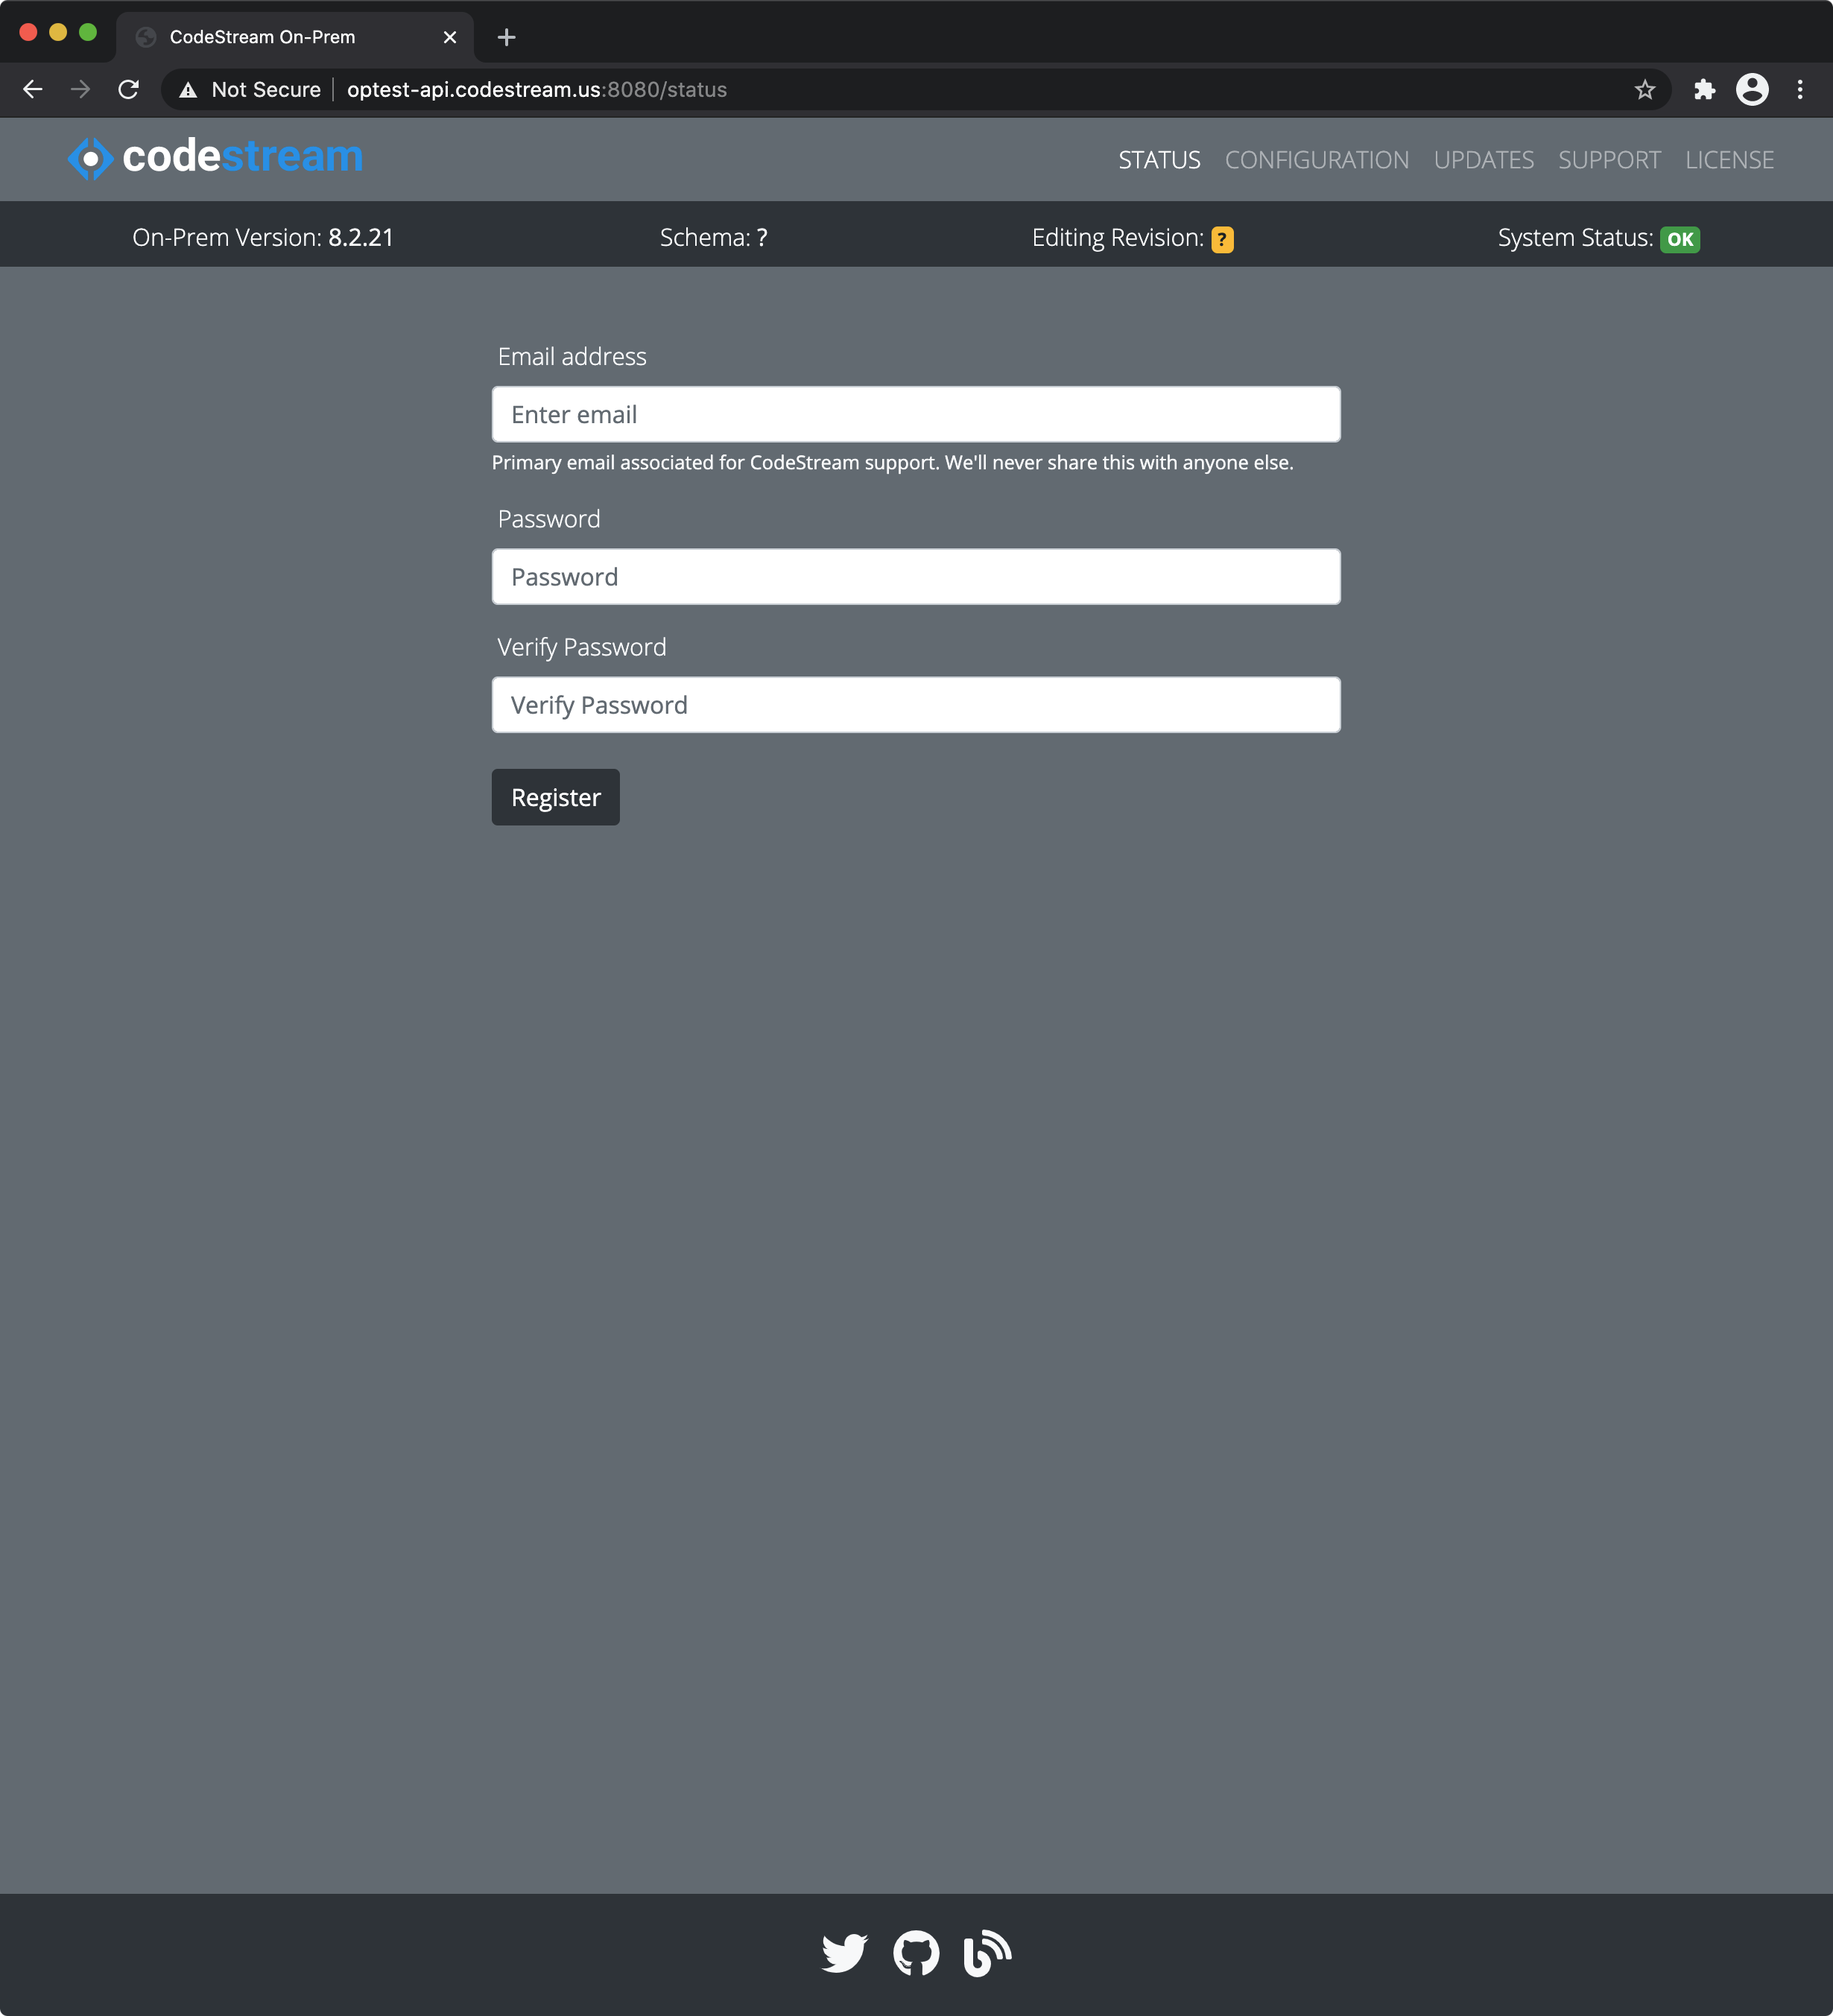 CodeStream On-Prem
Not Secure optest-api.codestream.us:8080/status
codestream
STATUS CONFIGURATION UPDATES SUPPORT LICENSE
On-Prem Version: 8.2.21 Schema: ? Editing Revision: ? System Status: OK
Email address
Enter email
Primary email associated for CodeStream support. We'll never share this with anyone else.
Password
Password
Verify Password
Verify Password
Register